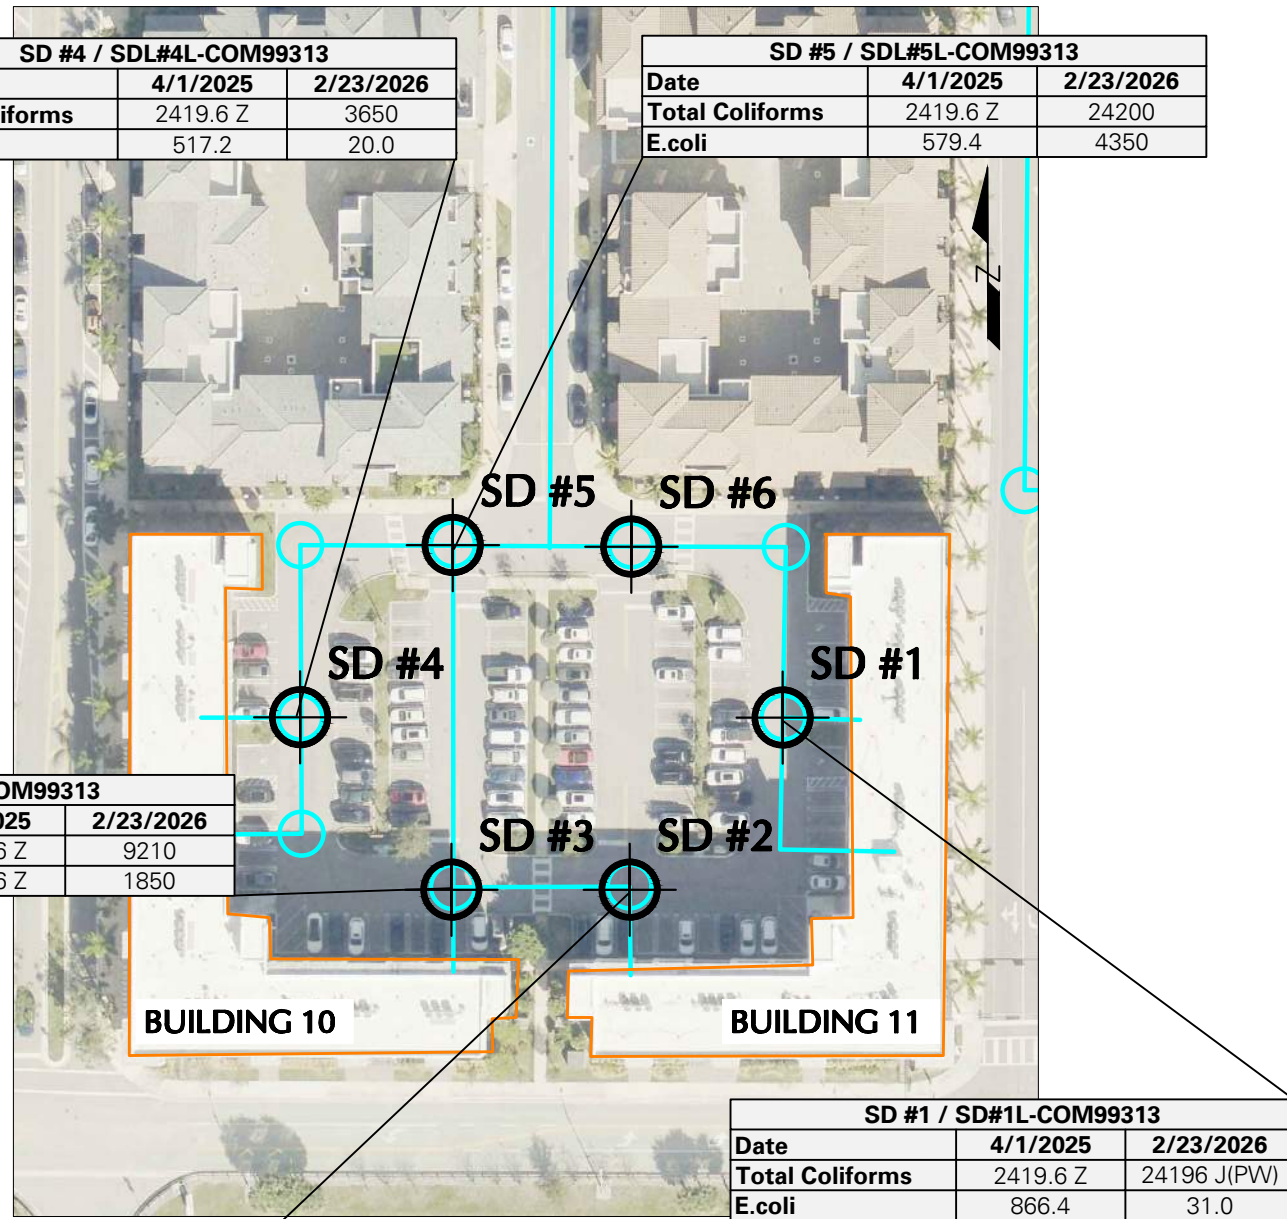 SD #4 / SDL#4L-COM99313
4/1/2025 2/23/2026
iforms 2419.6 Z 3650
517.2 20.0
SD #5 / SDL#5L-COM99313
Date 4/1/2025 2/23/2026
Total Coliforms 2419.6 Z 24200
E.coli 579.4 4350
Z
SD #5
SD #6
SD #4
SD #1
OM99313
025 2/23/2026
6 Z 9210
6 Z 1850
SD #3
SD #2
BUILDING 10
BUILDING 11
SD #1 / SD#1L-COM99313
Date 4/1/2025 2/23/2026
Total Coliforms 2419.6 Z 24196 J(PW)
E.coli 866.4 31.0